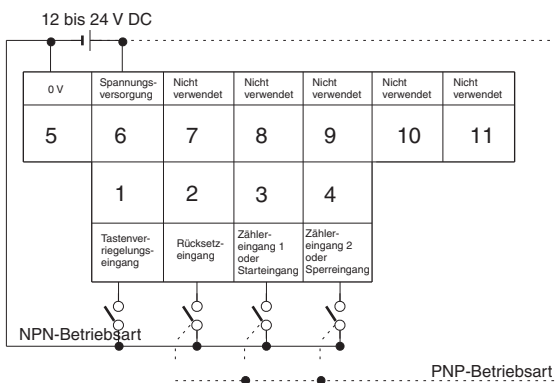 12 bis 24 V DC
0 V
Spannungs-
versorgung
Nicht
verwendet
Nicht
verwendet
Nicht
verwendet
Nicht
verwendet
Nicht
verwendet
5 6 7 8 9 10 11
1 2 3 4
Tastenver-
riegelungs-
eingang
Rücksetz-
eingang
Zähler-
eingang 1
oder
Starteingang
Zähler-
eingang 2
oder
Sperreingang
NPN-Betriebsart
PNP-Betriebsart